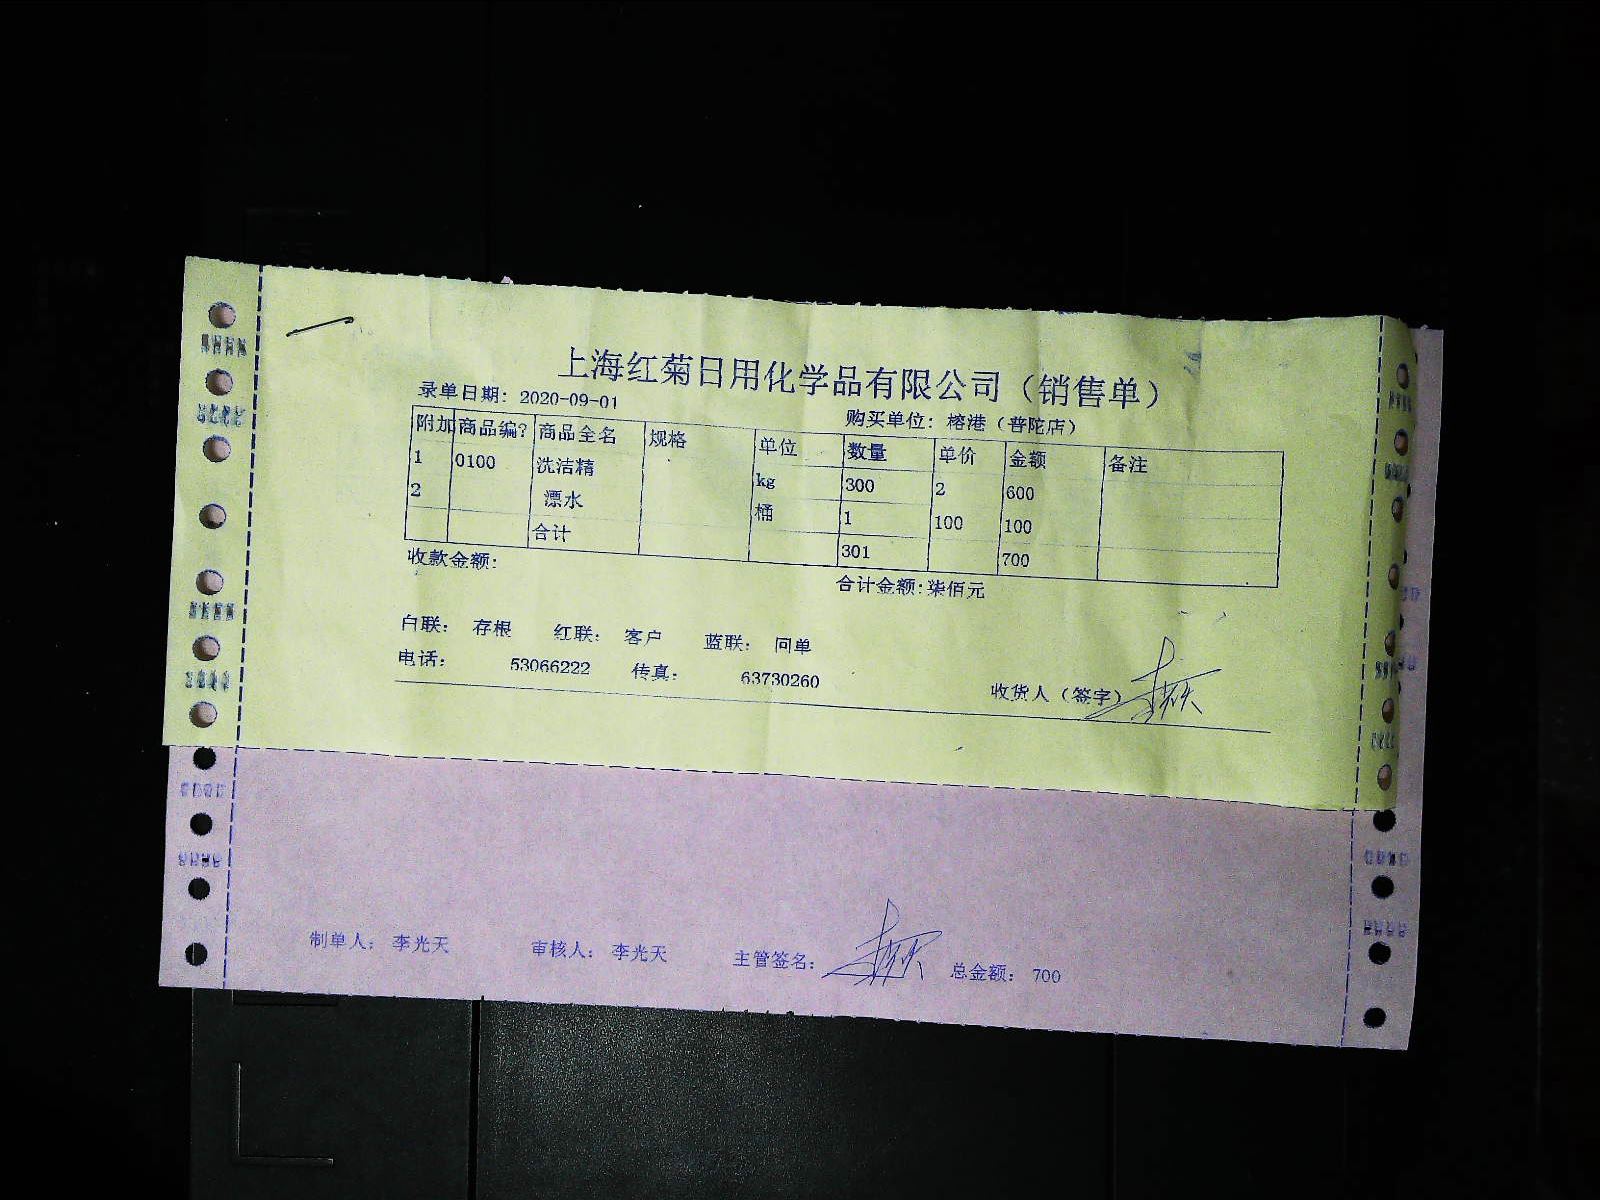 上海红菊日用化学品有限公司（销售单）
录单日期: 2020-09-01 购买单位: 榕港（普陀店）
附加 商品编? 商品全名 规格 单位 数量 单价 金额 备注
1 0100 洗洁精 kg 300 2 600
2 漂水 桶 1 100 100
合计 301 700
收款金额: 合计金额:柒佰元
白联: 存根 红联: 客户 蓝联: 回单
电话: 53066222 传真: 63730260 收货人（签字）
制单人: 李光天 审核人: 李光天 主管签名: 总金额: 700